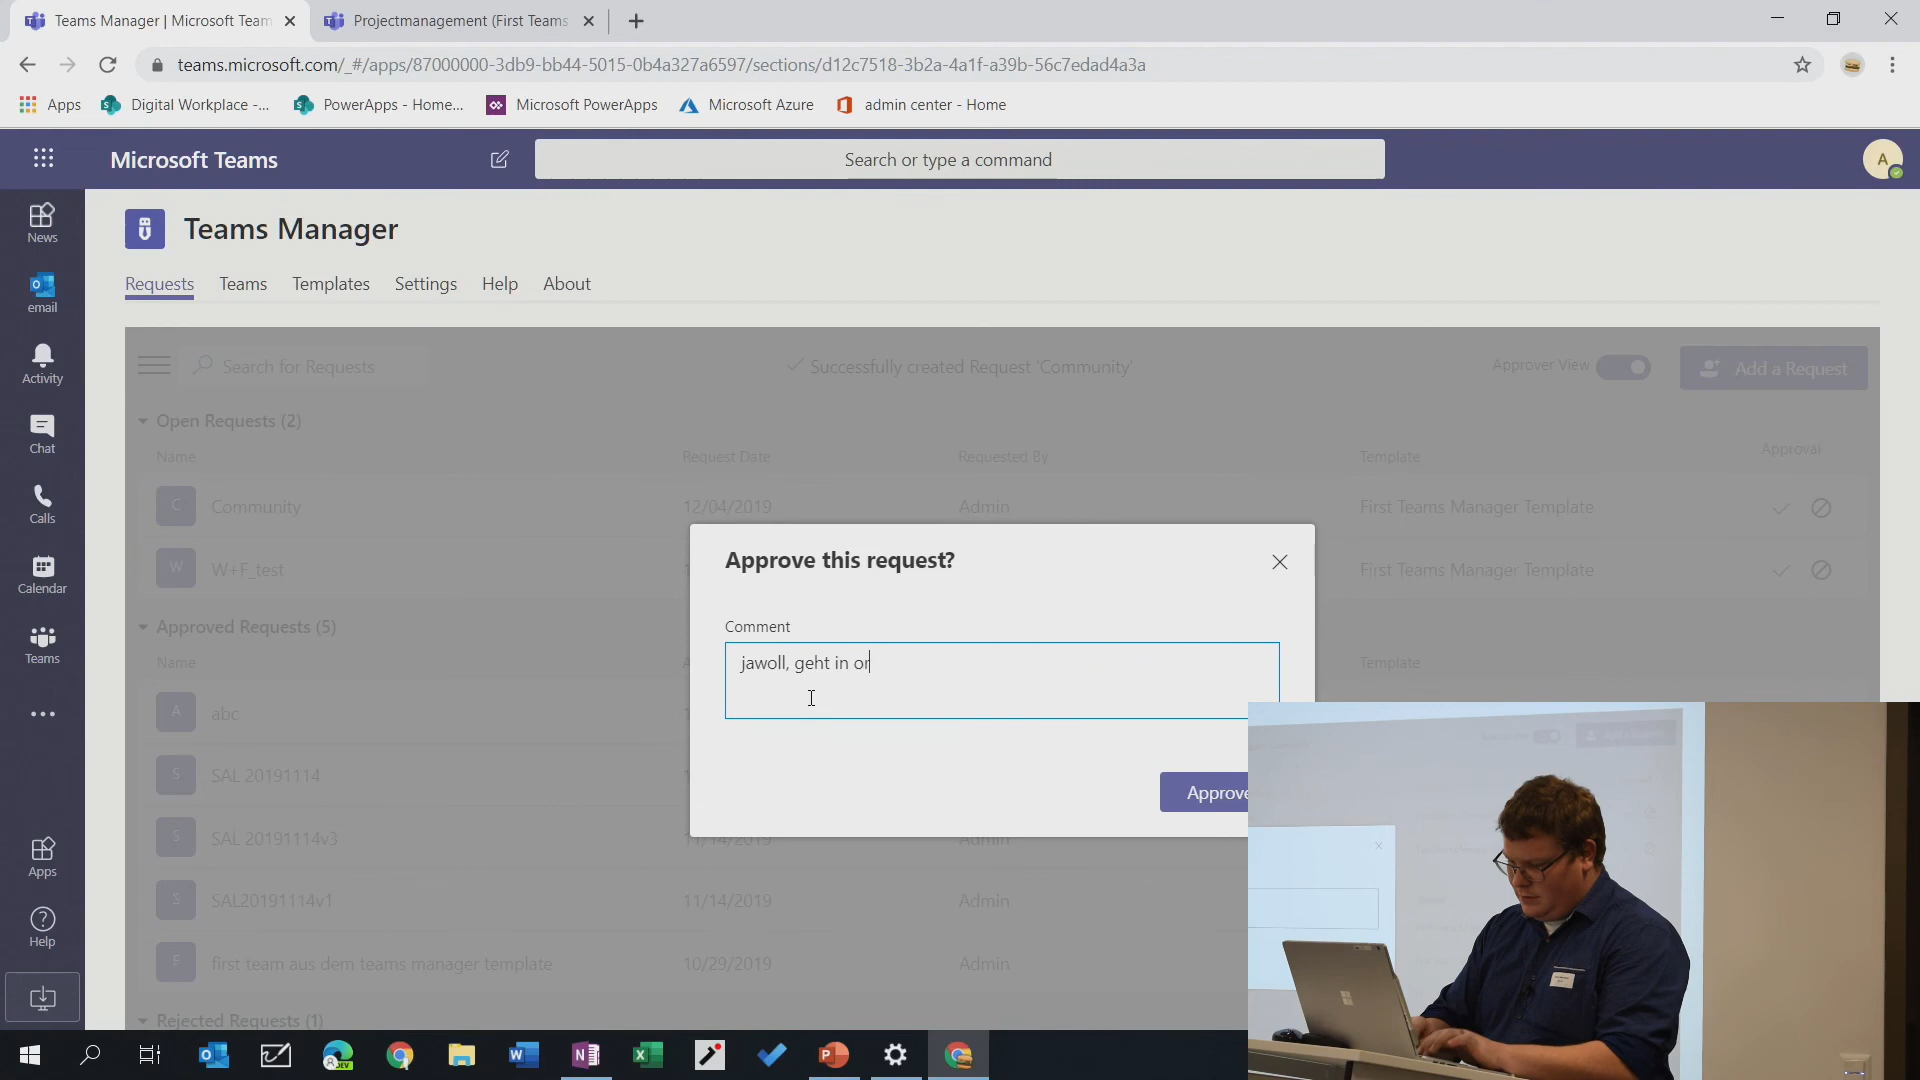 Teams Manager | Microsoft Team
Projectmanagement (First Teams
teams.microsoft.com/_#/apps/87000000-3db9-bb44-5015-0b4a327a6597/sections/d12c7518-3b2a-4a1f-a39b-56c7edad4a3a
Apps
Digital Workplace -...
PowerApps - Home...
Microsoft PowerApps
Microsoft Azure
admin center - Home
Microsoft Teams
Search or type a command
A
News
email
Activity
Chat
Calls
Calendar
Teams
Apps
Help
Teams Manager
Requests Teams Templates Settings Help About
Search for Requests
Successfully created Request 'Community'
Approver View
Add a Request
Open Requests (2)
Name Request Date Requested By Template Approval
C Community 12/04/2019 Admin First Teams Manager Template
W W+F_test First Teams Manager Template
Approve this request?
Comment
jawoll, geht in or
Approve
Approved Requests (5)
Name Template
A abc
S SAL 20191114
S SAL 20191114v3 11/14/2019 Admin
S SAL20191114v1 11/14/2019 Admin
F first team aus dem teams manager template 10/29/2019 Admin
Rejected Requests (1)